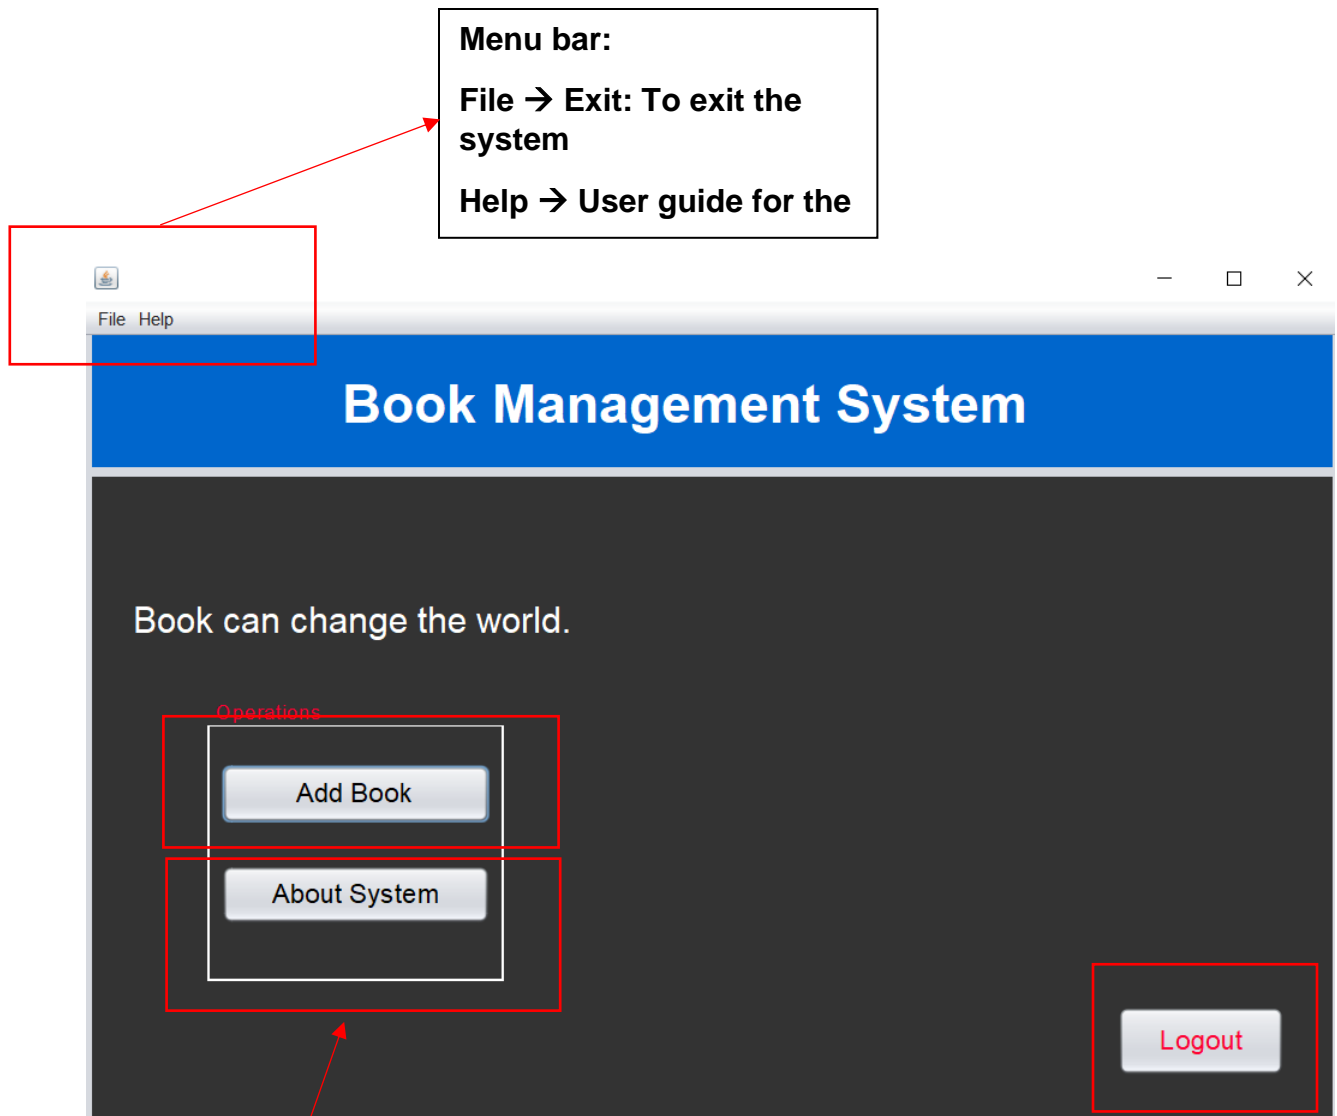 Menu bar:
File → Exit: To exit the
system
Help → User guide for the
File Help
Book Management System
Book can change the world.
Operations
Add Book
About System
Logout